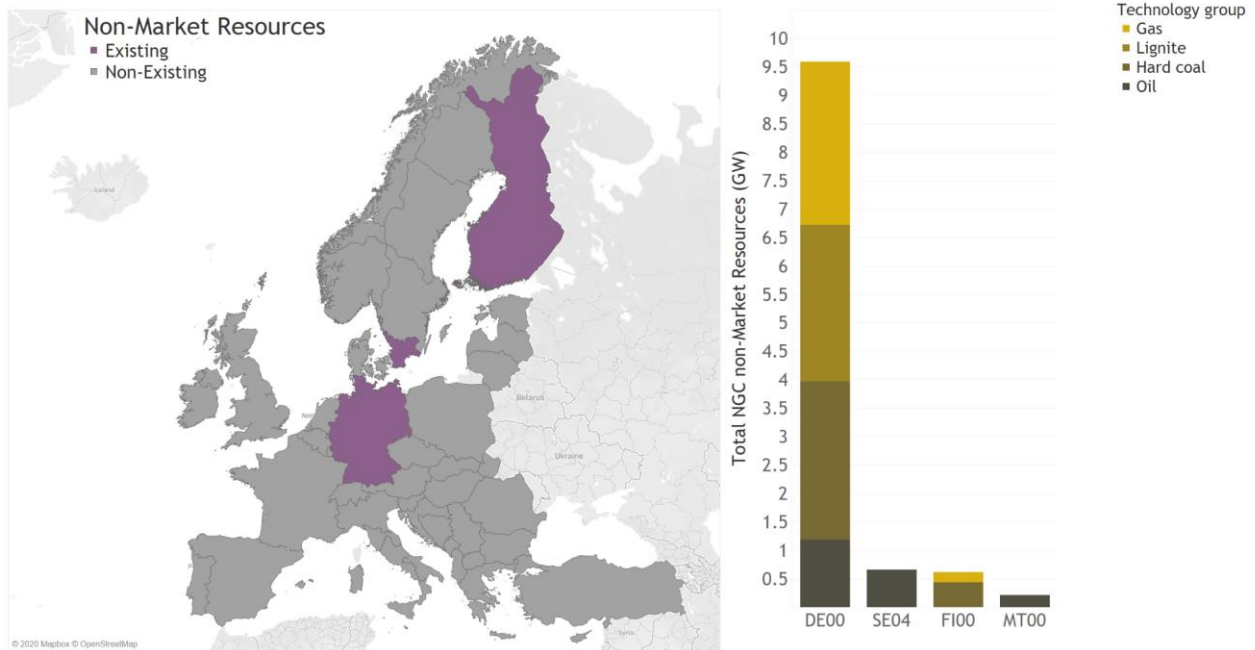 Non-Market Resources
Existing
Non-Existing
Iceland
Neth
Belarus
Ukraine
Syria
© 2020 Mapbox © OpenStreetMap
Total NGC non-Market Resources (GW)
10
9.5
9
8.5
8
7.5
7
6.5
6
5.5
5
4.5
4
3.5
3
2.5
2
1.5
1
0.5
DE00 SE04 FI00 MT00
Technology group
Gas
Lignite
Hard coal
Oil